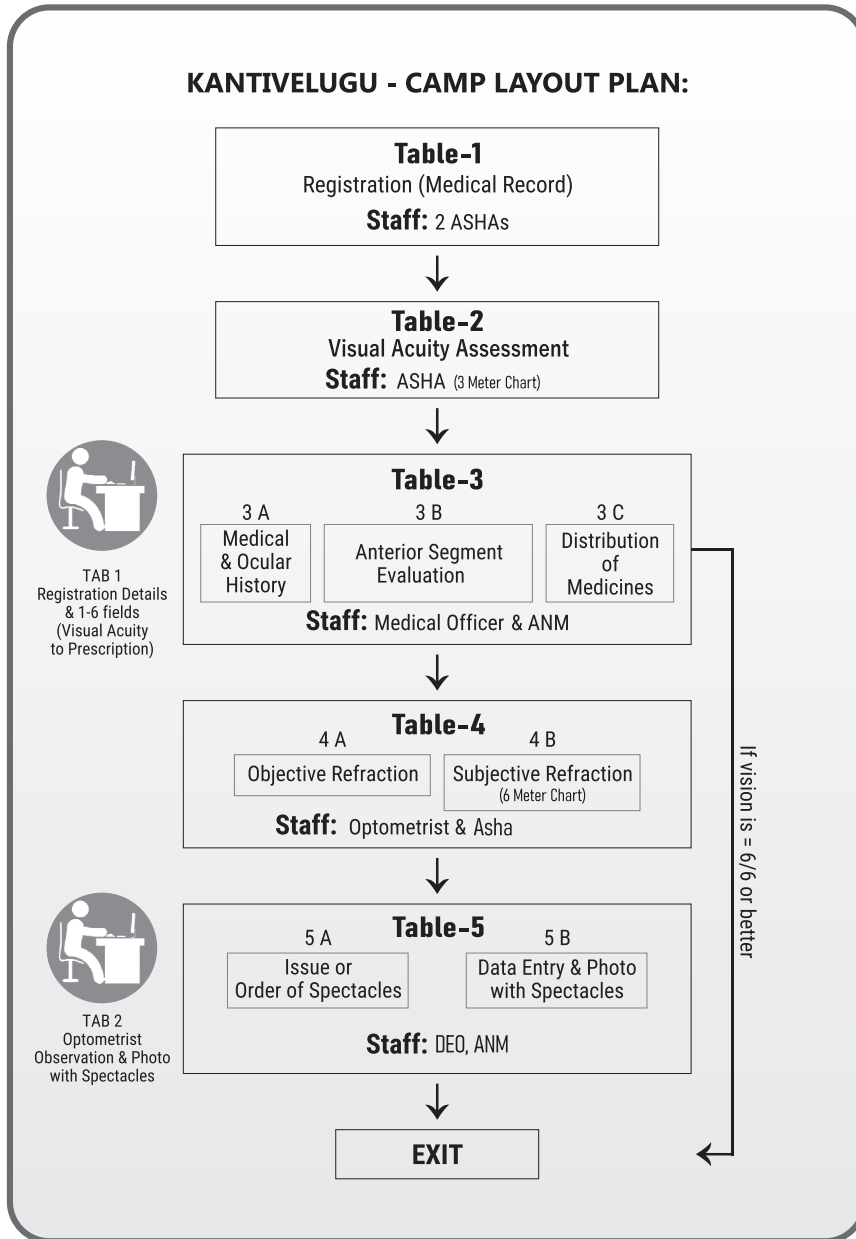 KANTIVELUGU - CAMP LAYOUT PLAN:
Table-1
Registration (Medical Record)
Staff: 2 ASHAs
Table-2
Visual Acuity Assessment
Staff: ASHA (3 Meter Chart)
Table-3
3 A
Medical
& Ocular
History
3 B
Anterior Segment
Evaluation
3 C
Distribution
of
Medicines
Staff: Medical Officer & ANM
TAB 1
Registration Details
& 1-6 fields
(Visual Acuity
to Prescription)
Table-4
4 A
Objective Refraction
4 B
Subjective Refraction
(6 Meter Chart)
Staff: Optometrist & Asha
If vision is = 6/6 or better
Table-5
5 A
Issue or
Order of Spectacles
5 B
Data Entry & Photo
with Spectacles
Staff: DEO, ANM
TAB 2
Optometrist
Observation & Photo
with Spectacles
EXIT